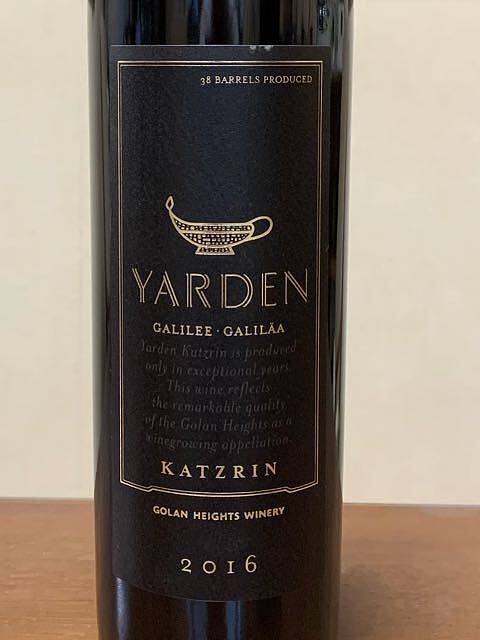 38 BARRELS PRODUCED
YARDEN
GALILEE · GALILÄA
Yarden Katzrin is produced
only in exceptional years.
This wine reflects
the remarkable quality
of the Golan Heights as a
winegrowing appellation.
KATZRIN
GOLAN HEIGHTS WINERY
2016